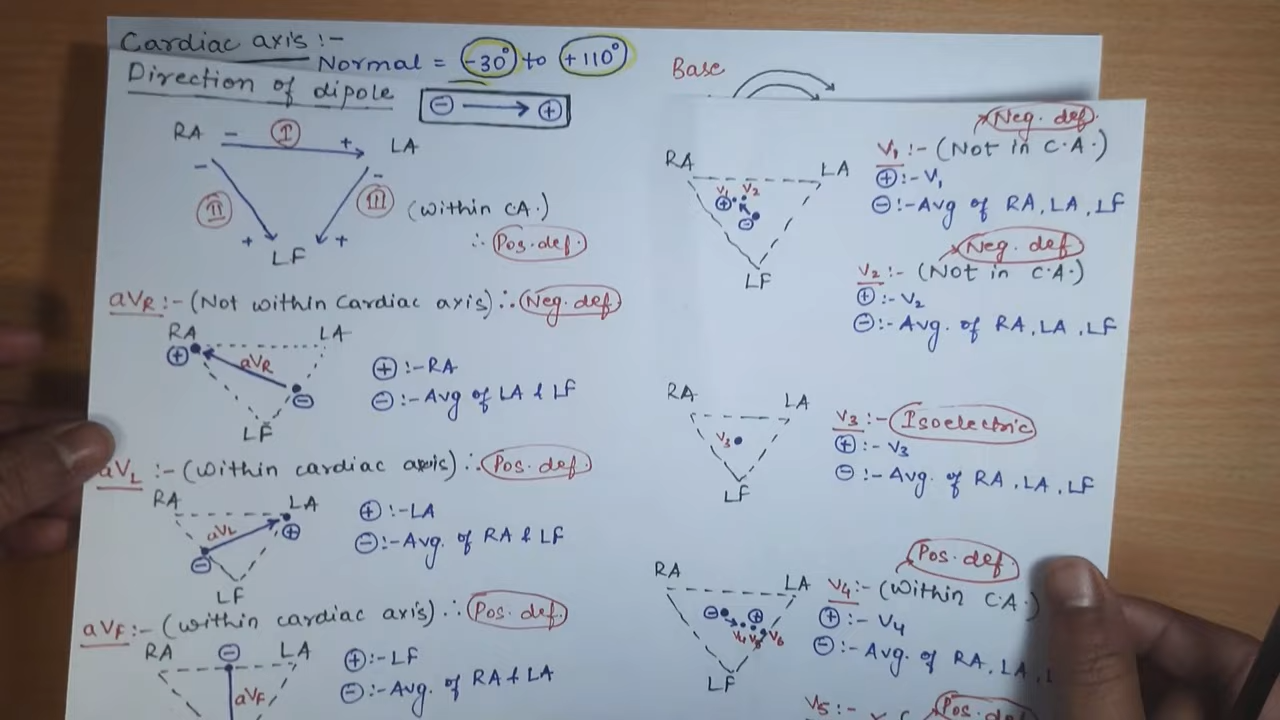 Cardiac axis :-
Normal = -30° to +110°
Direction of dipole
⊖ → ⊕
RA - I + LA
- -
II III (within CA.)
+ LF + ∴ Pos. def.
aVR :- (Not within cardiac axis) ∴ Neg. def
RA LA
⊕ aVR ⊕ :- RA
⊖ ⊖ :- Avg of LA & LF
LF
aVL :- (within cardiac axis) ∴ Pos. def.
RA LA
aVL ⊕ ⊕ :- LA
⊖ ⊖ :- Avg. of RA & LF
LF
aVF :- (within cardiac axis) ∴ Pos. def.
RA ⊖ LA ⊕ :- LF
aVF ⊖ :- Avg. of RA & LA
Base
Neg. def.
RA LA V1 :- (Not in C.A.)
V1 V2 ⊕ :- V1
⊕ ⊖ ⊖ :- Avg of RA, LA, LF
LF
Neg. def
V2 :- (Not in C.A.)
⊕ :- V2
⊖ :- Avg. of RA, LA, LF
RA LA V3 :- Isoelectric
V3 ⊕ :- V3
LF ⊖ :- Avg. of RA, LA, LF
Pos. def
RA LA V4 :- (Within C.A.)
⊖ ⊕ ⊕ :- V4
V4 V5 V6 ⊖ :- Avg. of RA, LA,
LF
V5 :- Pos. def